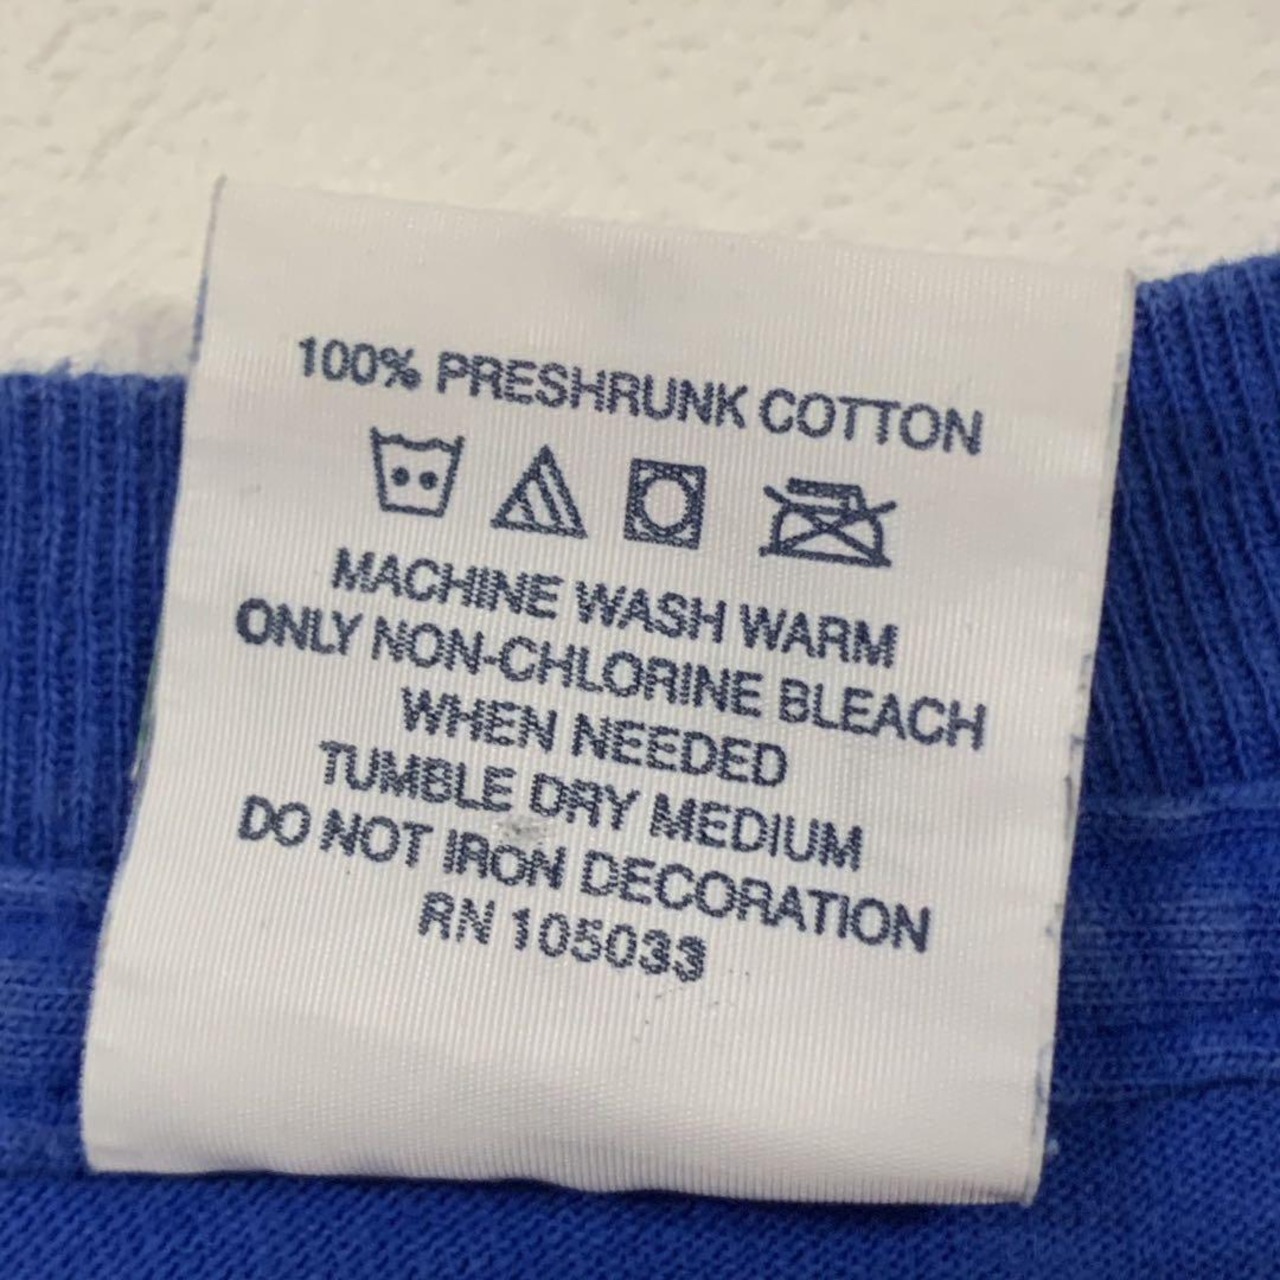 100% PRESHRUNK COTTON
MACHINE WASH WARM
ONLY NON-CHLORINE BLEACH
WHEN NEEDED
TUMBLE DRY MEDIUM
DO NOT IRON DECORATION
RN 105033